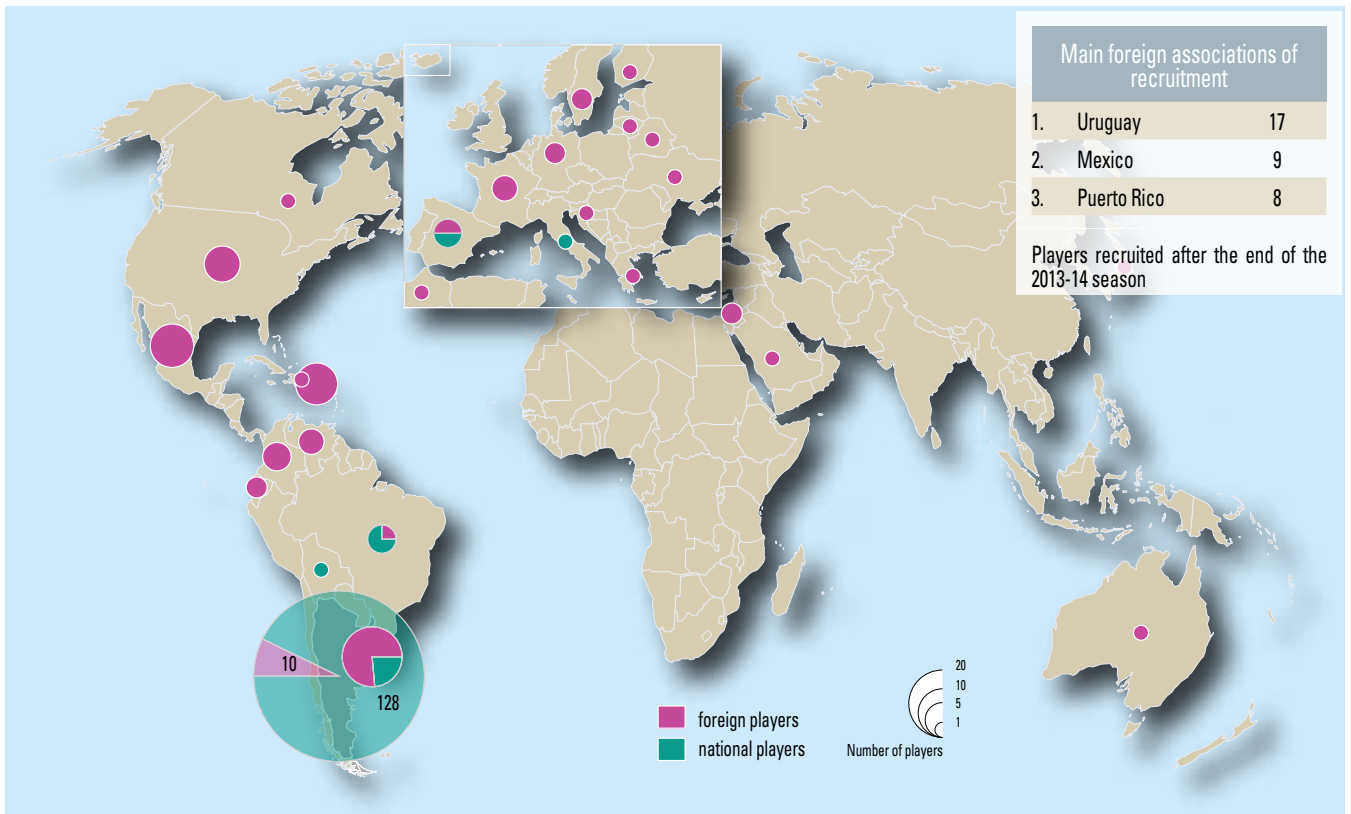 Main foreign associations of
recruitment
1. Uruguay 17
2. Mexico 9
3. Puerto Rico 8
Players recruited after the end of the
2013-14 season
10
128
foreign players
national players
20
10
5
1
Number of players